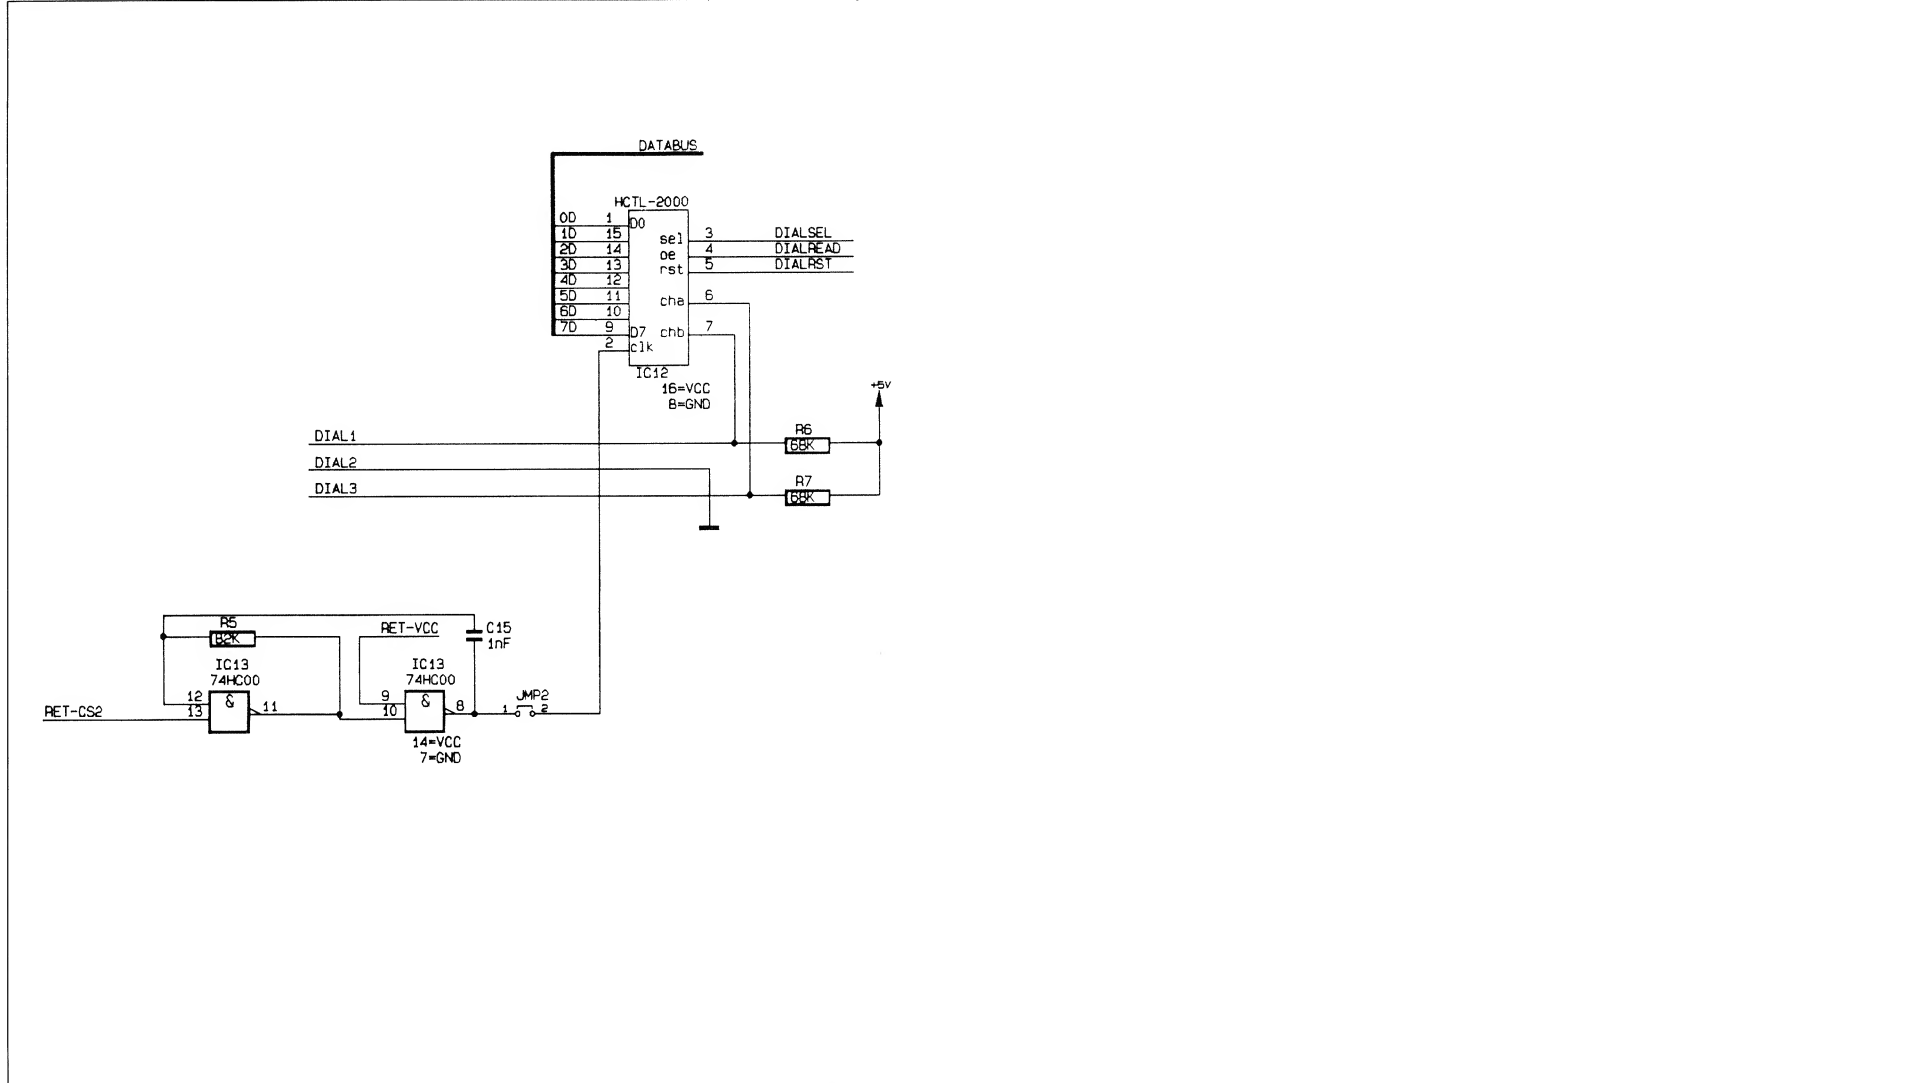 DATABUS
HCTL-2000
0D 1 D0
1D 15
2D 14
3D 13
4D 12
5D 11
6D 10
7D 9 D7
2 clk
sel 3 DIALSEL
oe 4 DIALREAD
rst 5 DIALRST
cha 6
chb 7
IC12
16=VCC
8=GND
+5V
DIAL1
R6
68K
DIAL2
DIAL3
R7
68K
R5
82K
RET-VCC
C15
1nF
IC13
74HC00
IC13
74HC00
12
13
&
11
9
10
&
8
RET-CS2
JMP2
1 2
14=VCC
7=GND